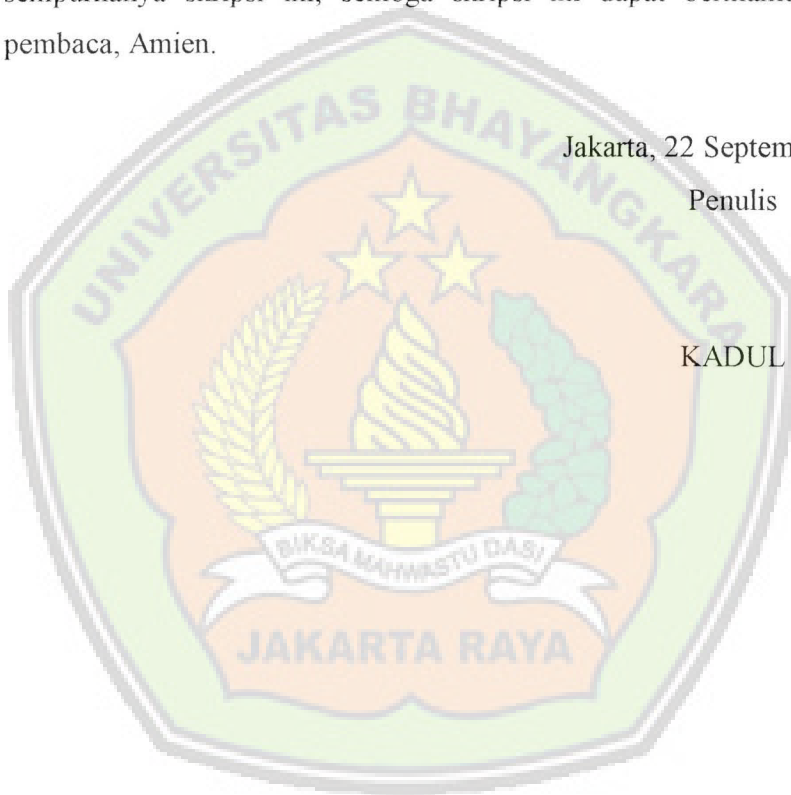 sempurnanya skripsi ini, semoga skripsi ini dapat
pembaca, Amien.
Jakarta, 22 Septem
Penulis
KADUL
UNIVERSITAS BHAYANGKARA
BIKSA MAHWASTU DASI
JAKARTA RAYA